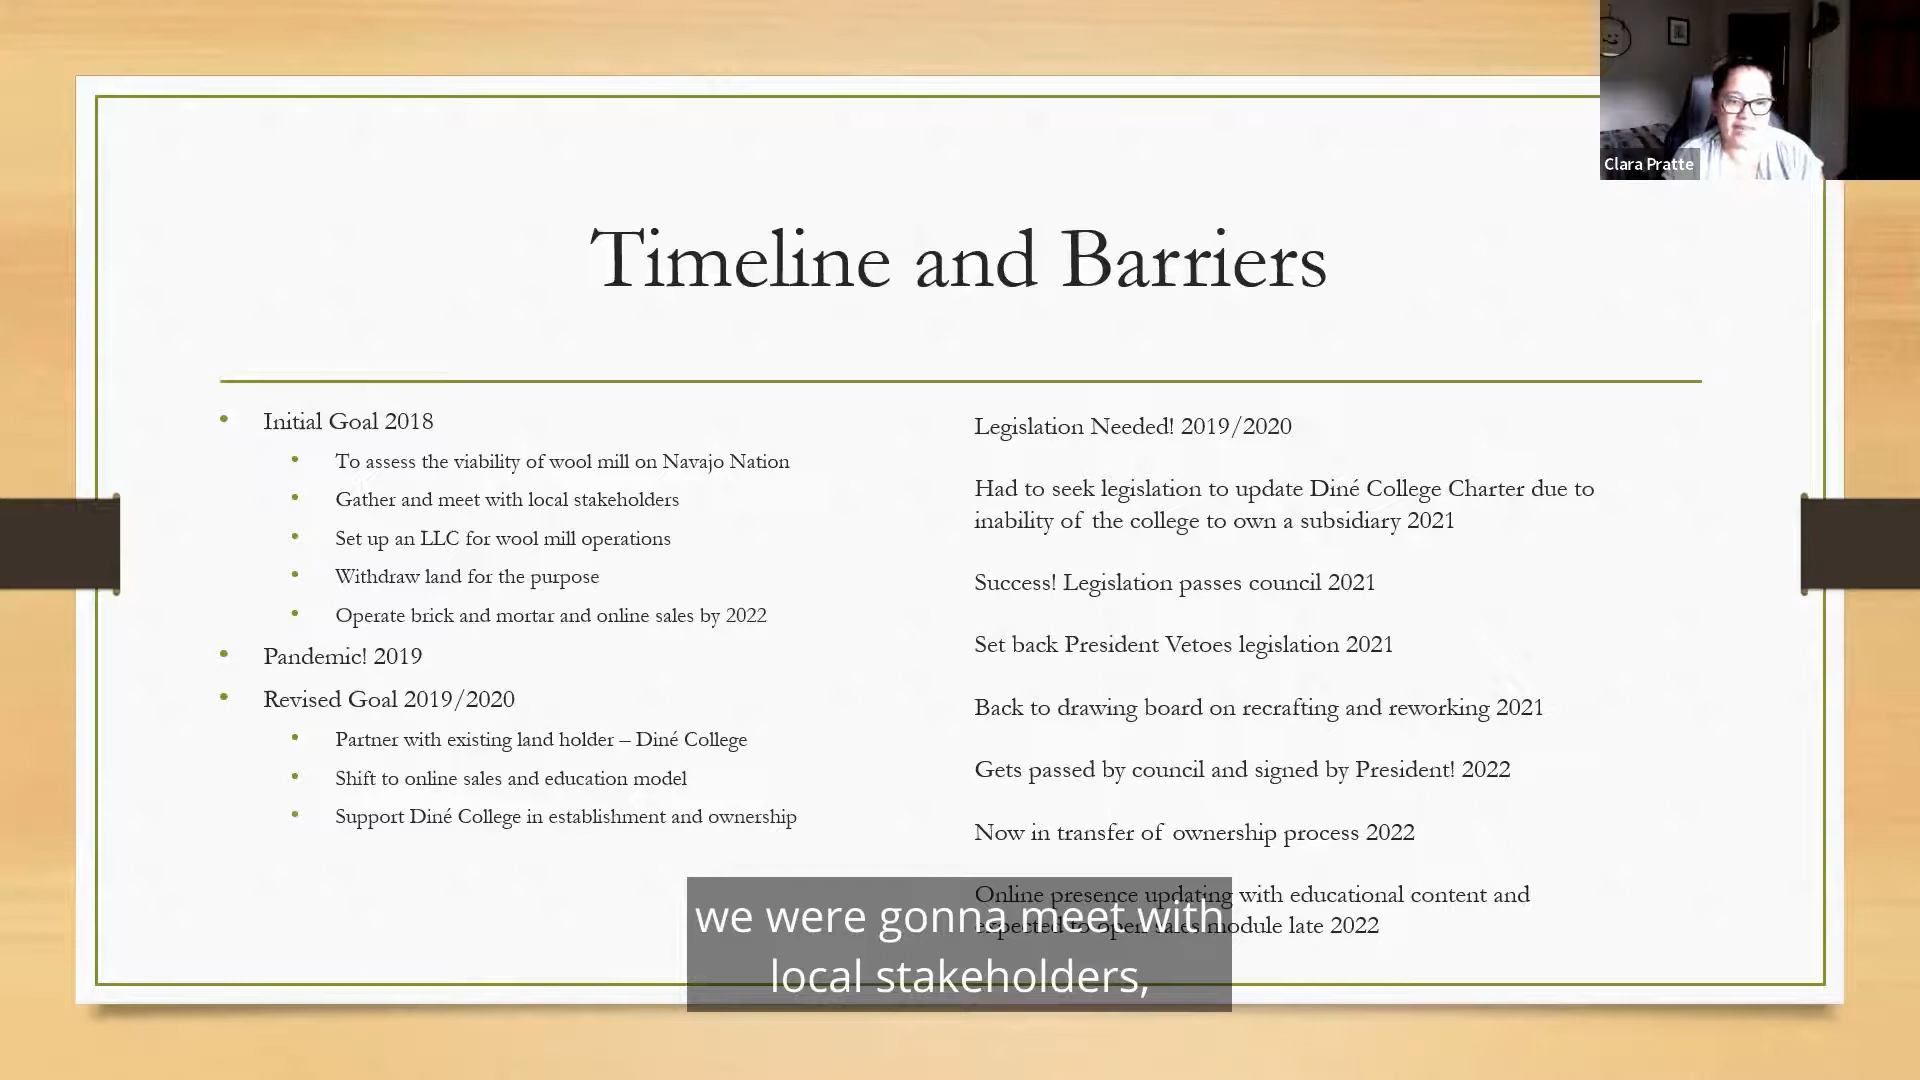 Clara Pratte
Timeline and Barriers
Initial Goal 2018
To assess the viability of wool mill on Navajo Nation
Gather and meet with local stakeholders
Set up an LLC for wool mill operations
Withdraw land for the purpose
Operate brick and mortar and online sales by 2022
Pandemic! 2019
Revised Goal 2019/2020
Partner with existing land holder – Diné College
Shift to online sales and education model
Support Diné College in establishment and ownership
Legislation Needed! 2019/2020
Had to seek legislation to update Diné College Charter due to
inability of the college to own a subsidiary 2021
Success! Legislation passes council 2021
Set back President Vetoes legislation 2021
Back to drawing board on recrafting and reworking 2021
Gets passed by council and signed by President! 2022
Now in transfer of ownership process 2022
Online presence updating with educational content and
expected to open sales module late 2022
we were gonna meet with
local stakeholders,